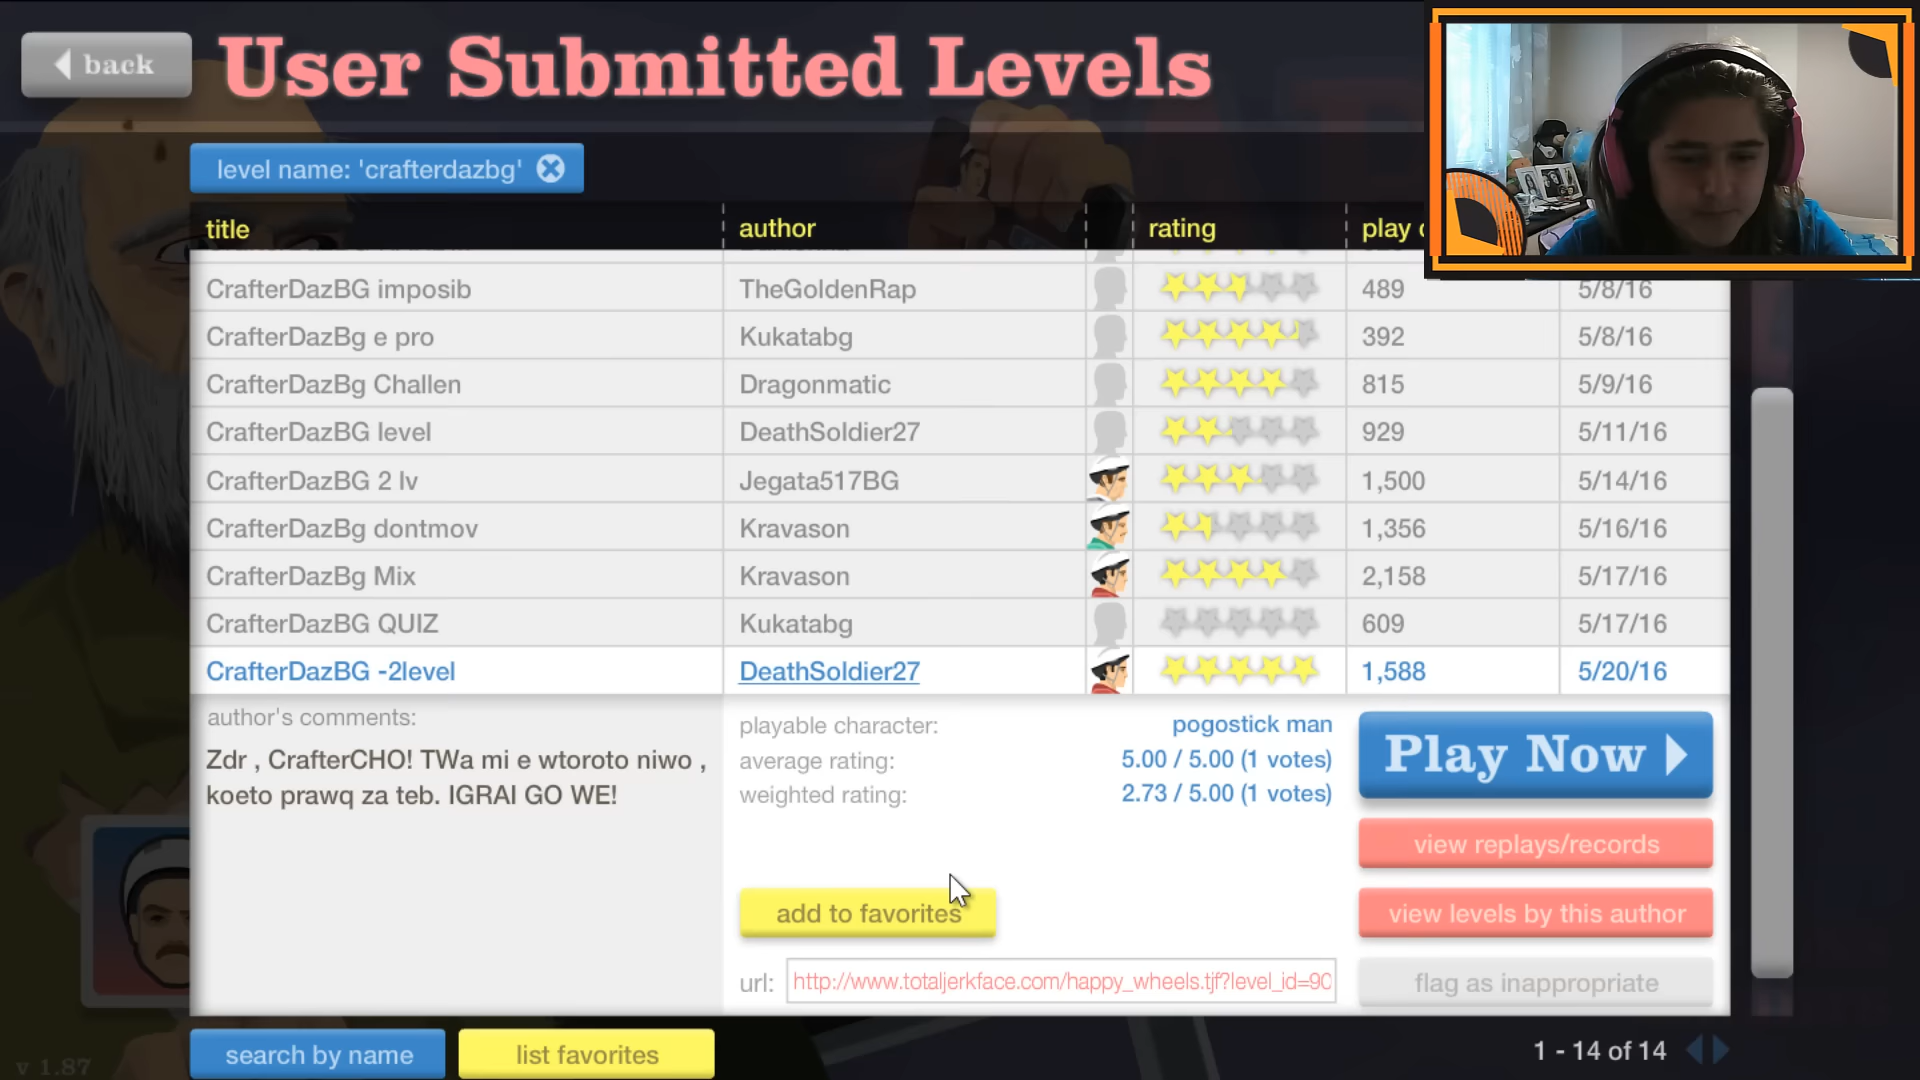 back
User Submitted Levels
level name: 'crafterdazbg'
title author rating play
CrafterDazBG imposib TheGoldenRap 489 5/8/16
CrafterDazBg e pro Kukatabg 392 5/8/16
CrafterDazBg Challen Dragonmatic 815 5/9/16
CrafterDazBG level DeathSoldier27 929 5/11/16
CrafterDazBG 2 lv Jegata517BG 1,500 5/14/16
CrafterDazBg dontmov Kravason 1,356 5/16/16
CrafterDazBg Mix Kravason 2,158 5/17/16
CrafterDazBG QUIZ Kukatabg 609 5/17/16
CrafterDazBG -2level DeathSoldier27 1,588 5/20/16
author's comments:
Zdr , CrafterCHO! TWa mi e wtoroto niwo ,
koeto prawq za teb. IGRAI GO WE!
playable character: pogostick man
average rating: 5.00 / 5.00 (1 votes)
weighted rating: 2.73 / 5.00 (1 votes)
add to favorites
url: http://www.totaljerkface.com/happy_wheels.tjf?level_id=90
Play Now
view replays/records
view levels by this author
flag as inappropriate
search by name
list favorites
1 - 14 of 14
v 1.87